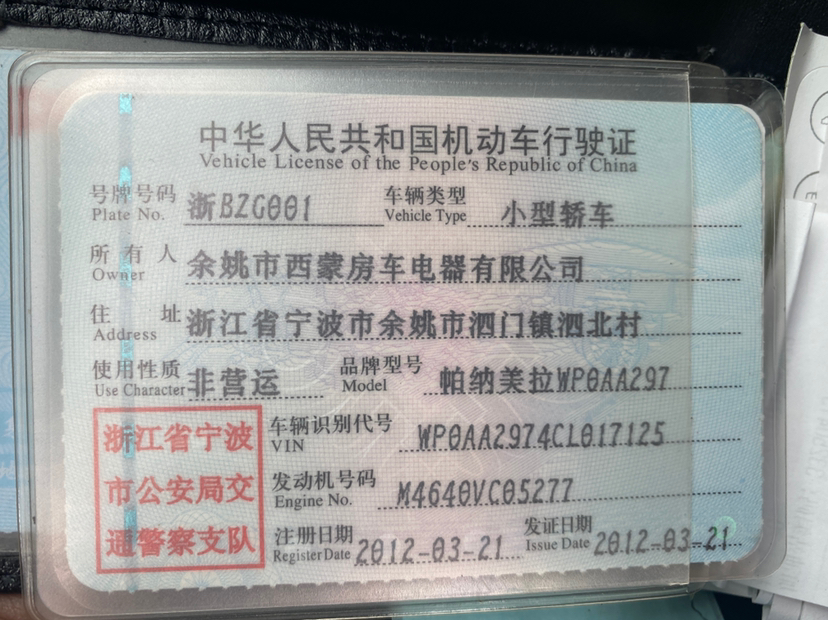 中华人民共和国机动车行驶证
Vehicle License of the People's Republic of China
号牌号码 浙BZG001 车辆类型 小型轿车
Plate No. Vehicle Type
所有人 余姚市西蒙房车电器有限公司
Owner
住址 浙江省宁波市余姚市泗门镇泗北村
Address
使用性质 非营运 品牌型号 帕纳美拉WP0AA297
Use Character Model
浙江省宁波 车辆识别代号 WP0AA2974CL017125
VIN
市公安局交 发动机号码 M4640VC05277
Engine No.
通警察支队 注册日期 2012-03-21 发证日期 2012-03-21
Register Date Issue Date